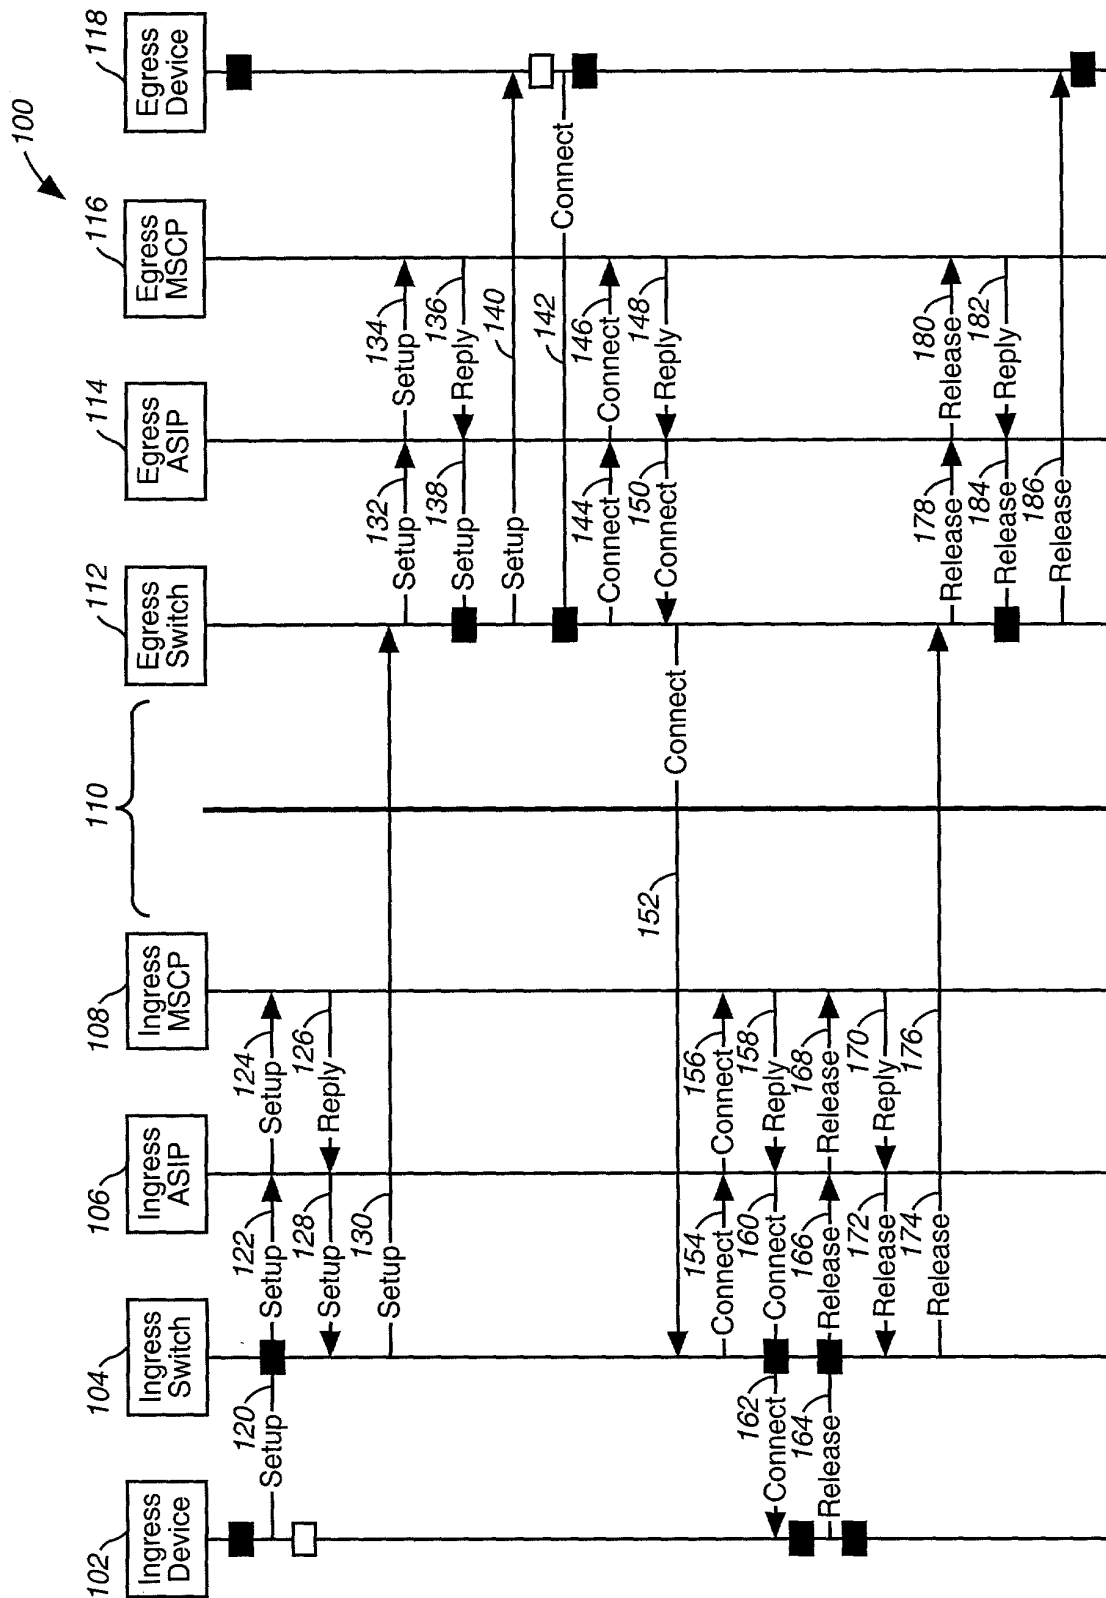 100
102
Ingress
Device
104
Ingress
Switch
106
Ingress
ASIP
108
Ingress
MSCP
110
112
Egress
Switch
114
Egress
ASIP
116
Egress
MSCP
118
Egress
Device
120
Setup
122
Setup
124
Setup
126
Reply
128
Setup
130
Setup
132
Setup
134
Setup
136
Reply
138
Setup
140
Setup
142
Connect
144
Connect
146
Connect
148
Reply
150
Connect
152
Connect
154
Connect
156
Connect
158
Reply
160
Connect
162
Connect
164
Release
166
Release
168
Release
170
Reply
172
Release
174
Release
176
178
Release
180
Release
182
Reply
184
Release
186
Release